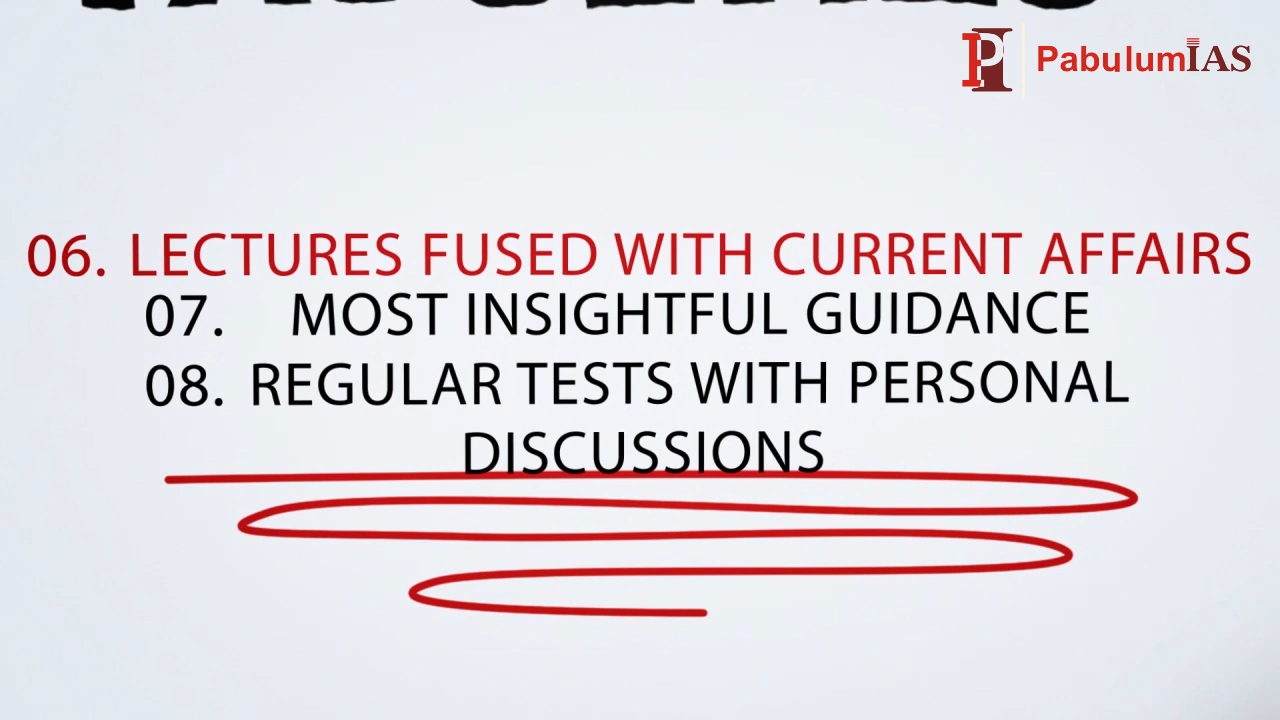 PabulumIAS
06. LECTURES FUSED WITH CURRENT AFFAIRS
07. MOST INSIGHTFUL GUIDANCE
08. REGULAR TESTS WITH PERSONAL
DISCUSSIONS